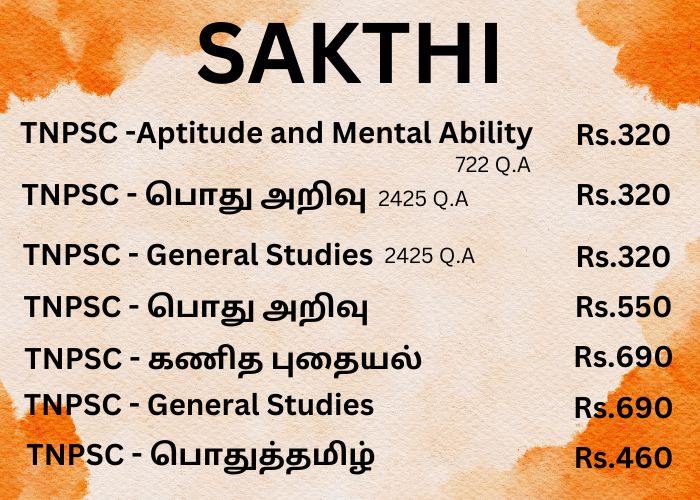 SAKTHI
TNPSC -Aptitude and Mental Ability Rs.320
722 Q.A
TNPSC - பொது அறிவு 2425 Q.A Rs.320
TNPSC - General Studies 2425 Q.A Rs.320
TNPSC - பொது அறிவு Rs.550
TNPSC - கணித புதையல் Rs.690
TNPSC - General Studies Rs.690
TNPSC - பொதுத்தமிழ் Rs.460